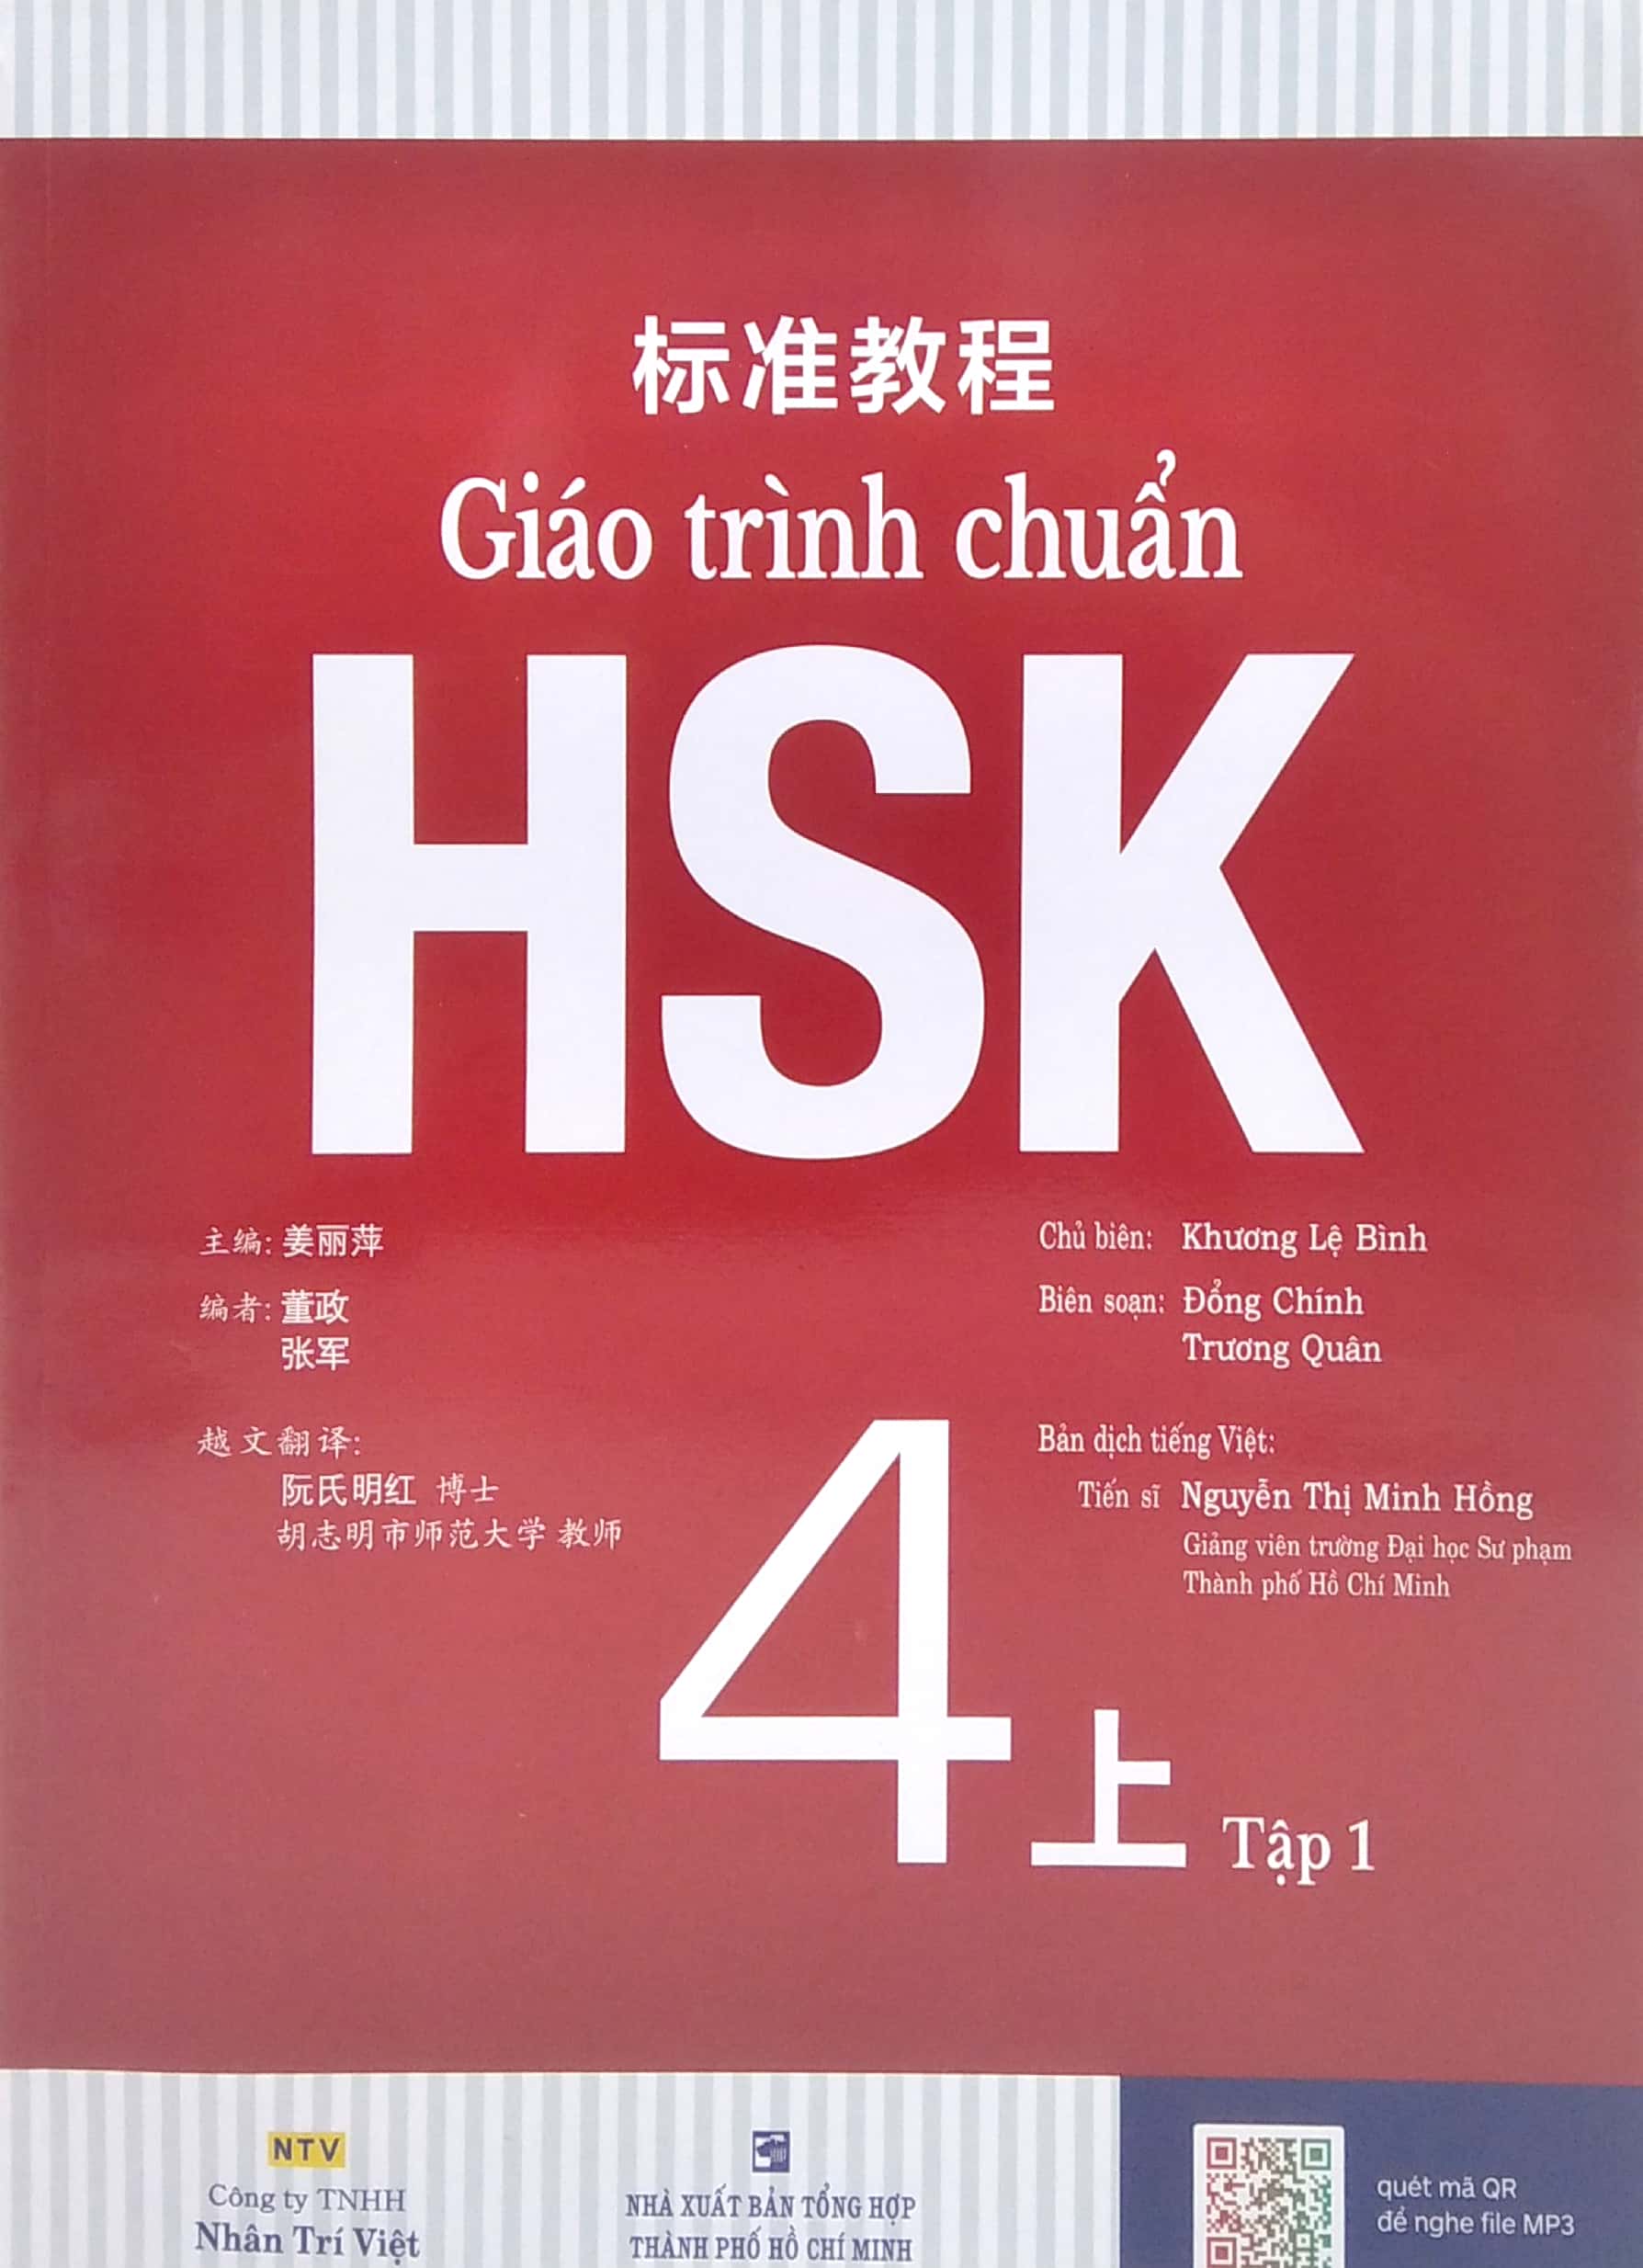 标准教程
Giáo trình chuẩn
HSK
主编: 姜丽萍
编者: 董政
张军
越文翻译:
阮氏明红 博士
胡志明市师范大学 教师
Chủ biên: Khương Lệ Bình
Biên soạn: Đổng Chính
Trương Quân
Bản dịch tiếng Việt:
Tiến sĩ Nguyễn Thị Minh Hồng
Giảng viên trường Đại học Sư phạm
Thành phố Hồ Chí Minh
4上 Tập 1
NTV
Công ty TNHH
Nhân Trí Việt
NHÀ XUẤT BẢN TỔNG HỢP
THÀNH PHỐ HỒ CHÍ MINH
quét mã QR
để nghe file MP3